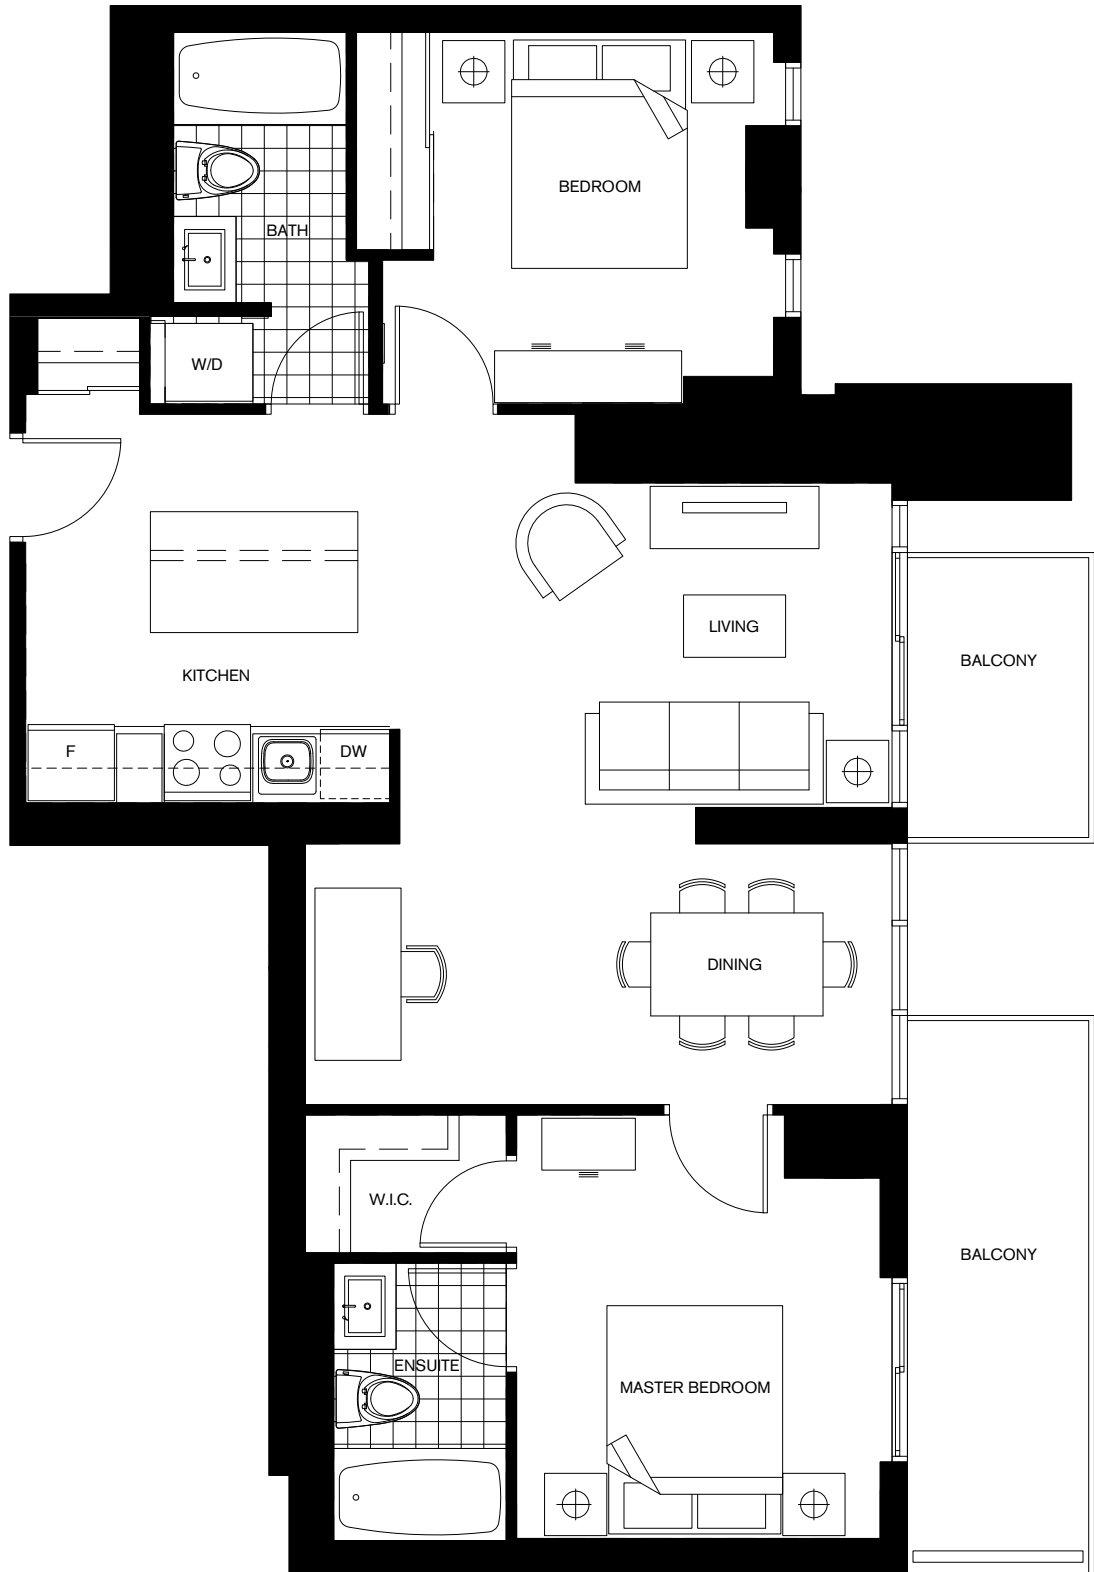 BEDROOM
BATH
W/D
LIVING
BALCONY
KITCHEN
F
DW
DINING
W.I.C.
BALCONY
ENSUITE
MASTER BEDROOM